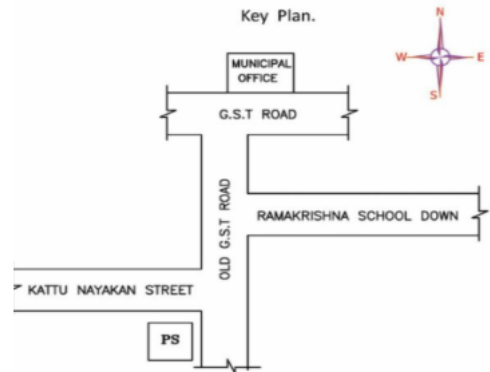 Key Plan.
N
W
E
S
MUNICIPAL
OFFICE
G.S.T ROAD
OLD G.S.T ROAD
RAMAKRISHNA SCHOOL DOWN
KATTU NAYAKAN STREET
PS